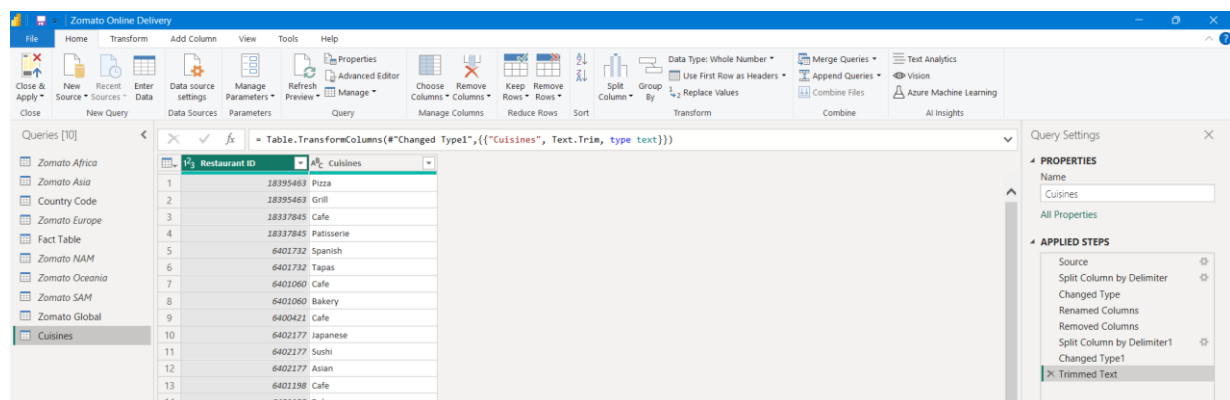 Zomato Online Delivery
File Home Transform Add Column View Tools Help
Close & Apply
New Source
Recent Sources
Enter Data
Data source settings
Manage Parameters
Refresh Preview
Properties
Advanced Editor
Manage
Choose Columns
Remove Columns
Keep Rows
Remove Rows
Split Column
Group By
Data Type: Whole Number
Use First Row as Headers
Replace Values
Merge Queries
Append Queries
Combine Files
Text Analytics
Vision
Azure Machine Learning
Close New Query Data Sources Parameters Query Manage Columns Reduce Rows Sort Transform Combine AI Insights
Queries [10]
Zomato Africa
Zomato Asia
Country Code
Zomato Europe
Fact Table
Zomato NAM
Zomato Oceania
Zomato SAM
Zomato Global
Cuisines
fx = Table.TransformColumns(#"Changed Type1",{{"Cuisines", Text.Trim, type text}})
123 Restaurant ID ABC Cuisines
1 18395463 Pizza
2 18395463 Grill
3 18337845 Cafe
4 18337845 Patisserie
5 6401732 Spanish
6 6401732 Tapas
7 6401060 Cafe
8 6401060 Bakery
9 6400421 Cafe
10 6402177 Japanese
11 6402177 Sushi
12 6402177 Asian
13 6401198 Cafe
Query Settings
PROPERTIES
Name
Cuisines
All Properties
APPLIED STEPS
Source
Split Column by Delimiter
Changed Type
Renamed Columns
Removed Columns
Split Column by Delimiter1
Changed Type1
Trimmed Text